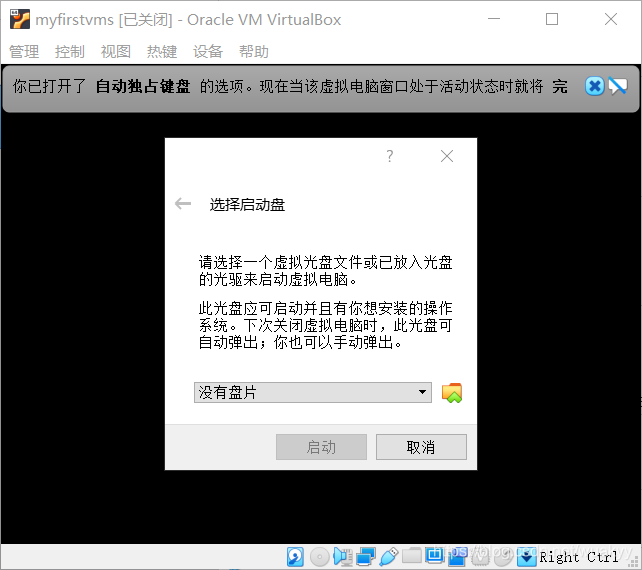 myfirstvms [已关闭] - Oracle VM VirtualBox
管理 控制 视图 热键 设备 帮助
你已打开了 自动独占键盘 的选项。现在当该虚拟电脑窗口处于活动状态时就将 完
?
选择启动盘
请选择一个虚拟光盘文件或已放入光盘
的光驱来启动虚拟电脑。
此光盘应可启动并且有你想安装的操作
系统。下次关闭虚拟电脑时，此光盘可
自动弹出；你也可以手动弹出。
没有盘片
启动 取消
Right Ctrl